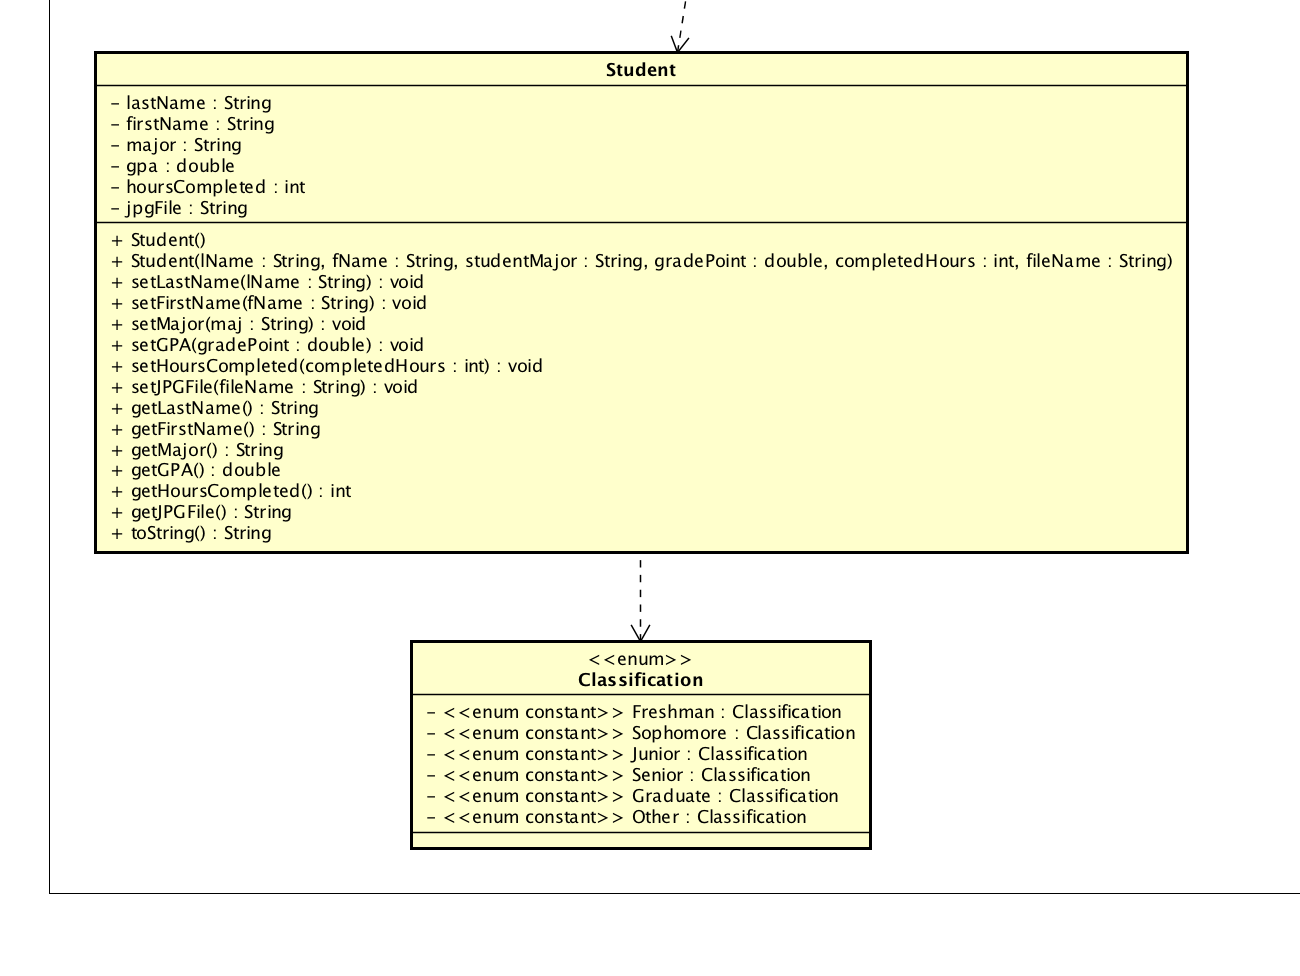 Student
– lastName : String
– firstName : String
– major : String
– gpa : double
– hoursCompleted : int
– jpgFile : String
+ Student()
+ Student(lName : String, fName : String, studentMajor : String, gradePoint : double, completedHours : int, fileName : String)
+ setLastName(lName : String) : void
+ setFirstName(fName : String) : void
+ setMajor(maj : String) : void
+ setGPA(gradePoint : double) : void
+ setHoursCompleted(completedHours : int) : void
+ setJPGFile(fileName : String) : void
+ getLastName() : String
+ getFirstName() : String
+ getMajor() : String
+ getGPA() : double
+ getHoursCompleted() : int
+ getJPGFile() : String
+ toString() : String
<<enum>>
Classification
– <<enum constant>> Freshman : Classification
– <<enum constant>> Sophomore : Classification
– <<enum constant>> Junior : Classification
– <<enum constant>> Senior : Classification
– <<enum constant>> Graduate : Classification
– <<enum constant>> Other : Classification